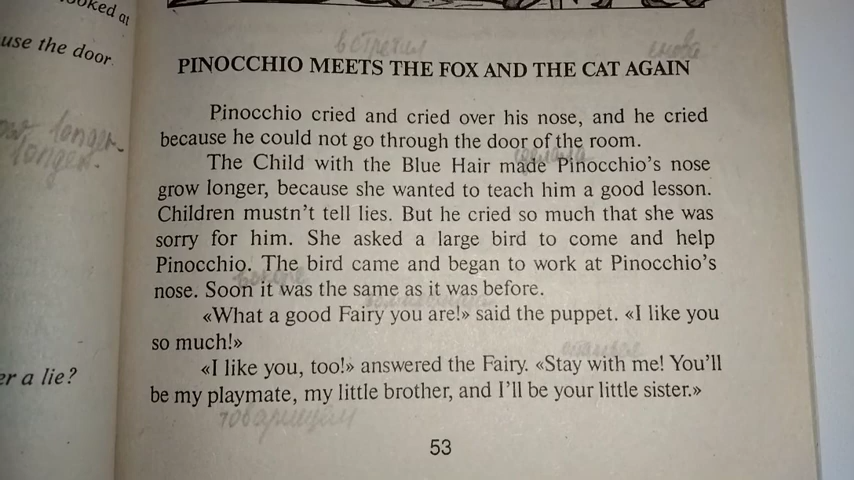 ooked at
use the door.
longer-
longer-
er a lie?
встретил
снова
PINOCCHIO MEETS THE FOX AND THE CAT AGAIN
Pinocchio cried and cried over his nose, and he cried
because he could not go through the door of the room.
сделала
The Child with the Blue Hair made Pinocchio's nose
grow longer, because she wanted to teach him a good lesson.
Children mustn't tell lies. But he cried so much that she was
sorry for him. She asked a large bird to come and help
Pinocchio. The bird came and began to work at Pinocchio's
nose. Soon it was the same as it was before.
«What a good Fairy you are!» said the puppet. «I like you
so much!»
«I like you, too!» answered the Fairy. «Stay with me! You'll
be my playmate, my little brother, and I'll be your little sister.»
товарищам
53